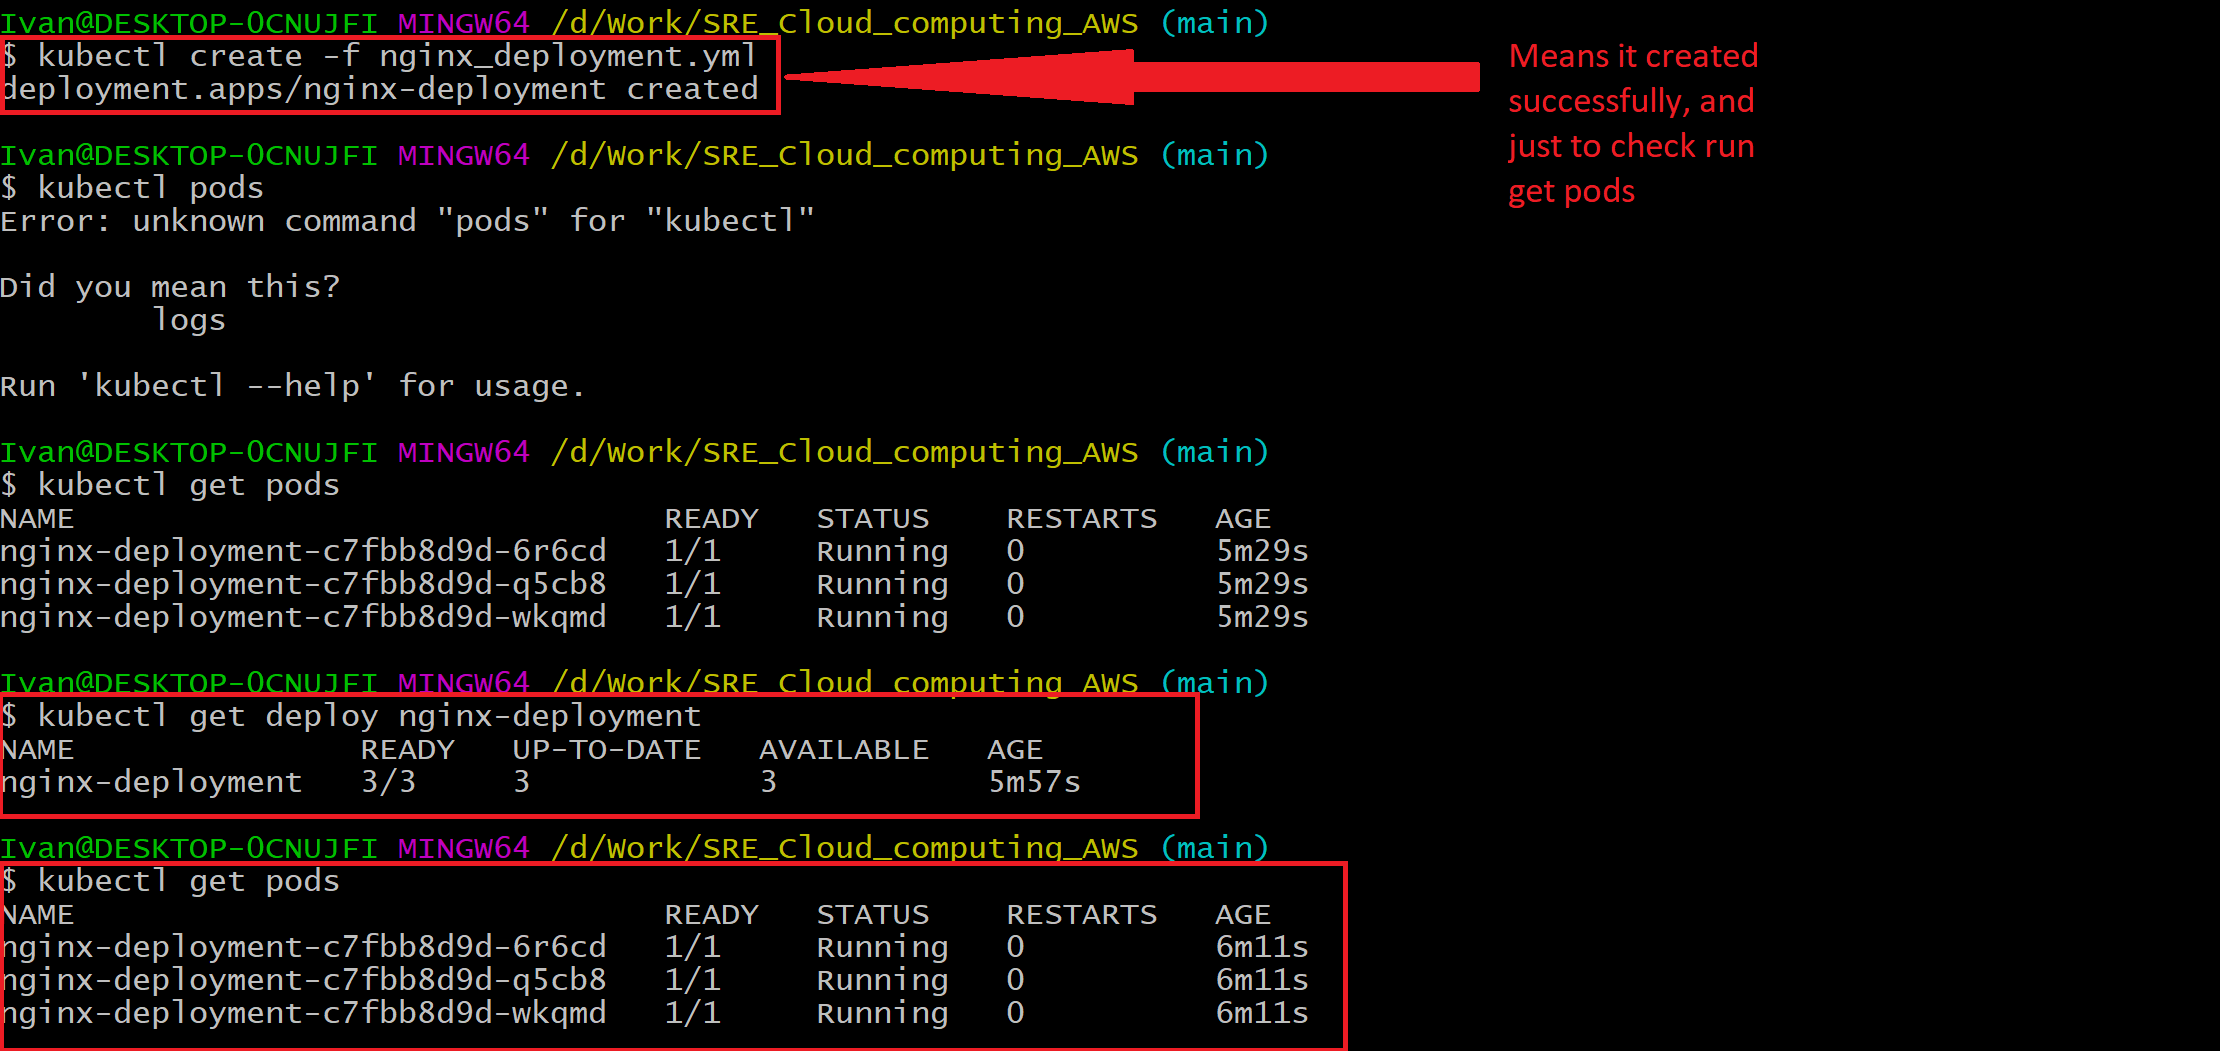 Ivan@DESKTOP-0CNUJFI MINGW64 /d/Work/SRE_Cloud_computing_AWS (main)
$ kubectl create -f nginx_deployment.yml
deployment.apps/nginx-deployment created
Means it created
successfully, and
just to check run
get pods
Ivan@DESKTOP-0CNUJFI MINGW64 /d/Work/SRE_Cloud_computing_AWS (main)
$ kubectl pods
Error: unknown command "pods" for "kubectl"
Did you mean this?
        logs
Run 'kubectl --help' for usage.
Ivan@DESKTOP-0CNUJFI MINGW64 /d/Work/SRE_Cloud_computing_AWS (main)
$ kubectl get pods
NAME                               READY   STATUS    RESTARTS   AGE
nginx-deployment-c7fbb8d9d-6r6cd   1/1     Running   0          5m29s
nginx-deployment-c7fbb8d9d-q5cb8   1/1     Running   0          5m29s
nginx-deployment-c7fbb8d9d-wkqmd   1/1     Running   0          5m29s
Ivan@DESKTOP-0CNUJFI MINGW64 /d/Work/SRE_Cloud_computing_AWS (main)
$ kubectl get deploy nginx-deployment
NAME               READY   UP-TO-DATE   AVAILABLE   AGE
nginx-deployment   3/3     3            3           5m57s
Ivan@DESKTOP-0CNUJFI MINGW64 /d/Work/SRE_Cloud_computing_AWS (main)
$ kubectl get pods
NAME                               READY   STATUS    RESTARTS   AGE
nginx-deployment-c7fbb8d9d-6r6cd   1/1     Running   0          6m11s
nginx-deployment-c7fbb8d9d-q5cb8   1/1     Running   0          6m11s
nginx-deployment-c7fbb8d9d-wkqmd   1/1     Running   0          6m11s